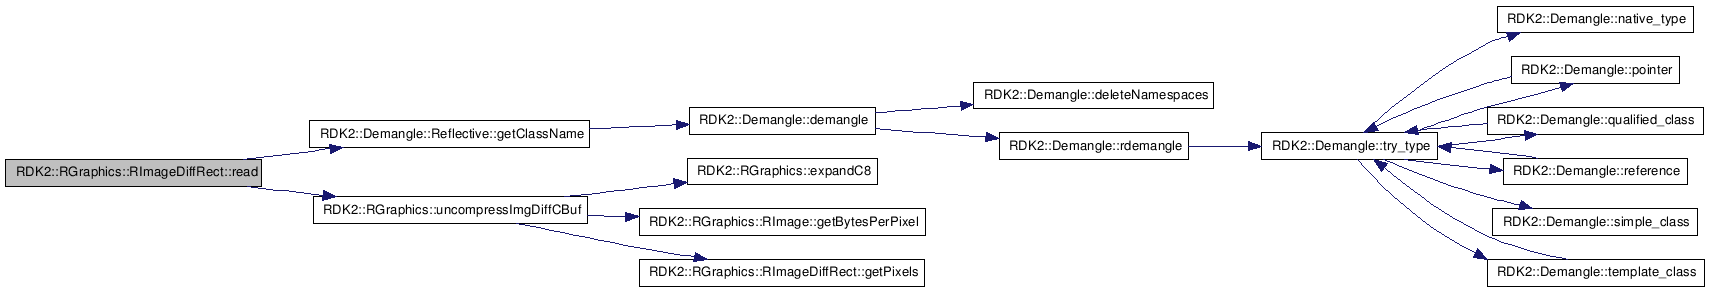 RDK2::RGraphics::RImageDiffRect::read
RDK2::Demangle::Reflective::getClassName
RDK2::RGraphics::uncompressImgDiffCBuf
RDK2::Demangle::demangle
RDK2::RGraphics::expandC8
RDK2::RGraphics::RImage::getBytesPerPixel
RDK2::RGraphics::RImageDiffRect::getPixels
RDK2::Demangle::deleteNamespaces
RDK2::Demangle::rdemangle
RDK2::Demangle::try_type
RDK2::Demangle::native_type
RDK2::Demangle::pointer
RDK2::Demangle::qualified_class
RDK2::Demangle::reference
RDK2::Demangle::simple_class
RDK2::Demangle::template_class